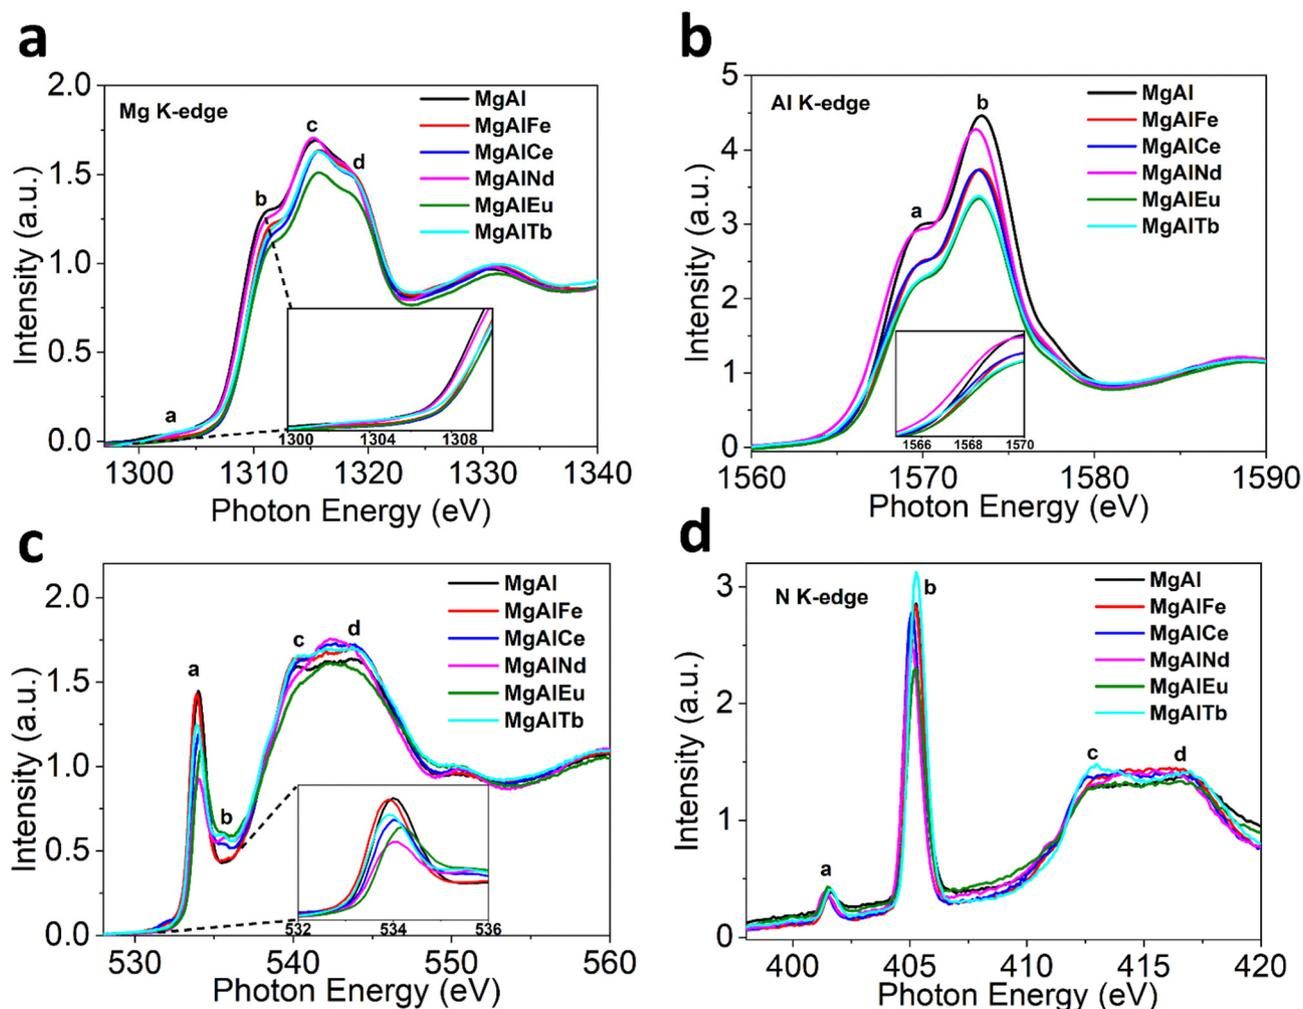 a
Mg K-edge
MgAl
MgAlFe
MgAlCe
MgAlNd
MgAlEu
MgAlTb
a
b
c
d
2.0
1.5
1.0
0.5
0.0
Intensity (a.u.)
1300 1304 1308
1300 1310 1320 1330 1340
Photon Energy (eV)
b
Al K-edge
MgAl
MgAlFe
MgAlCe
MgAlNd
MgAlEu
MgAlTb
a
b
5
4
3
2
1
0
Intensity (a.u.)
1566 1568 1570
1560 1570 1580 1590
Photon Energy (eV)
c
MgAl
MgAlFe
MgAlCe
MgAlNd
MgAlEu
MgAlTb
a
b
c
d
2.0
1.5
1.0
0.5
0.0
Intensity (a.u.)
532 534 536
530 540 550 560
Photon Energy (eV)
d
N K-edge
MgAl
MgAlFe
MgAlCe
MgAlNd
MgAlEu
MgAlTb
a
b
c
d
3
2
1
0
Intensity (a.u.)
400 405 410 415 420
Photon Energy (eV)